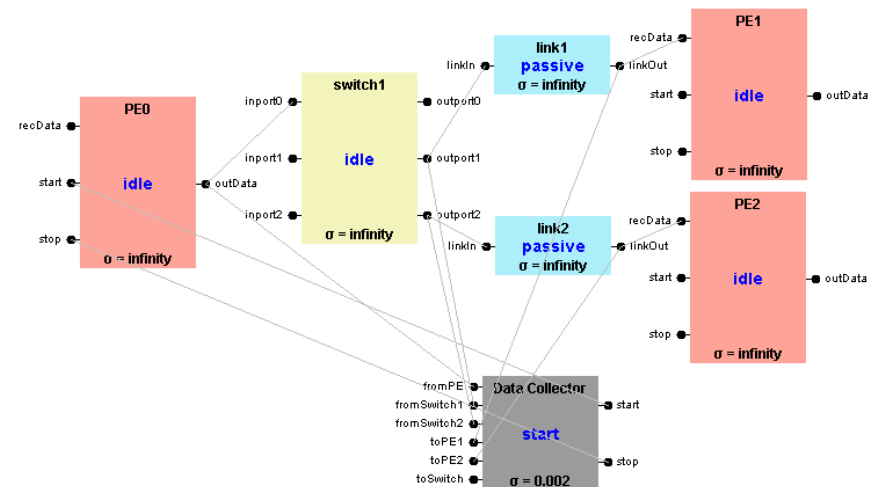 PE0
recData
start
stop
idle
outData
σ = infinity
switch1
inport0
inport1
inport2
idle
outport0
outport1
outport2
σ = infinity
link1
linkIn
passive
linkOut
σ = infinity
link2
linkIn
passive
linkOut
σ = infinity
PE1
recData
start
stop
idle
outData
σ = infinity
PE2
recData
start
stop
idle
outData
σ = infinity
Data Collector
fromPE
fromSwitch1
fromSwitch2
toPE1
toPE2
toSwitch
start
start
stop
σ = 0.002